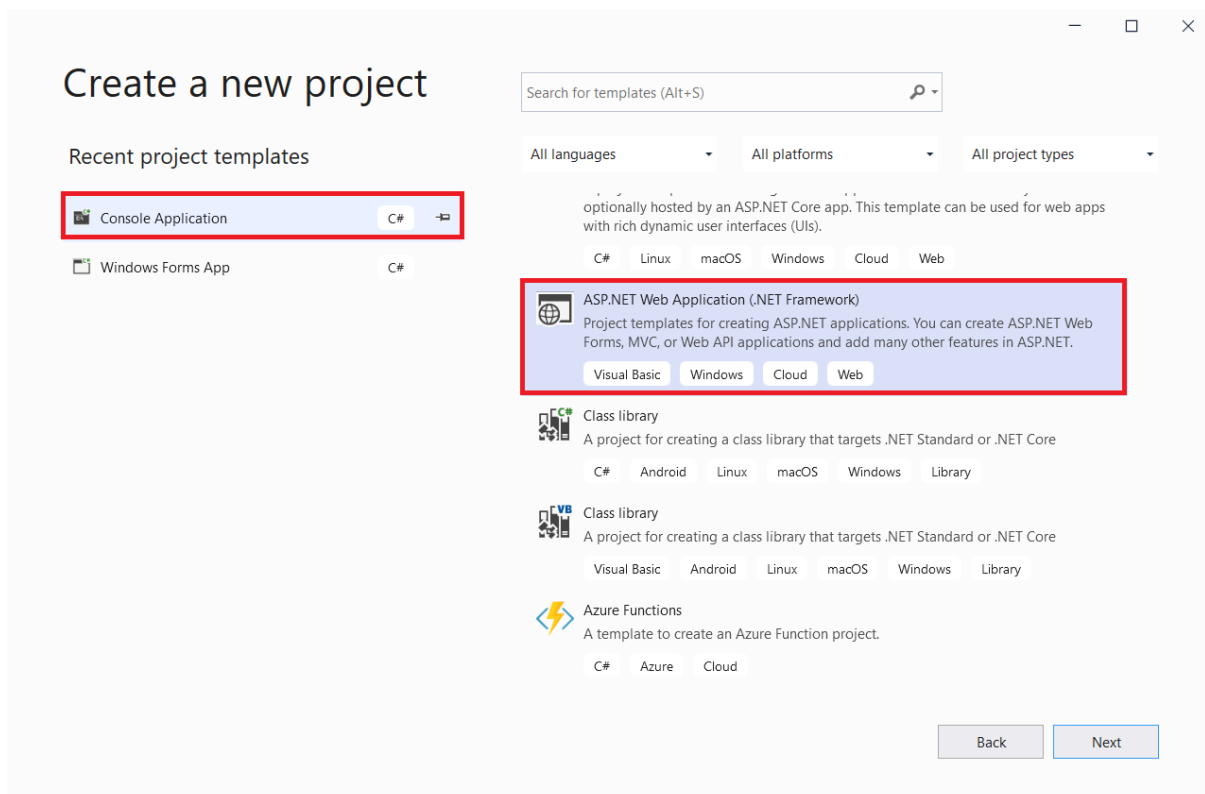 Create a new project
Search for templates (Alt+S)
Recent project templates
All languages
All platforms
All project types
Console Application
C#
Windows Forms App
C#
optionally hosted by an ASP.NET Core app. This template can be used for web apps
with rich dynamic user interfaces (UIs).
C# Linux macOS Windows Cloud Web
ASP.NET Web Application (.NET Framework)
Project templates for creating ASP.NET applications. You can create ASP.NET Web
Forms, MVC, or Web API applications and add many other features in ASP.NET.
Visual Basic Windows Cloud Web
C#
Class library
A project for creating a class library that targets .NET Standard or .NET Core
C# Android Linux macOS Windows Library
VB
Class library
A project for creating a class library that targets .NET Standard or .NET Core
Visual Basic Android Linux macOS Windows Library
Azure Functions
A template to create an Azure Function project.
C# Azure Cloud
Back
Next